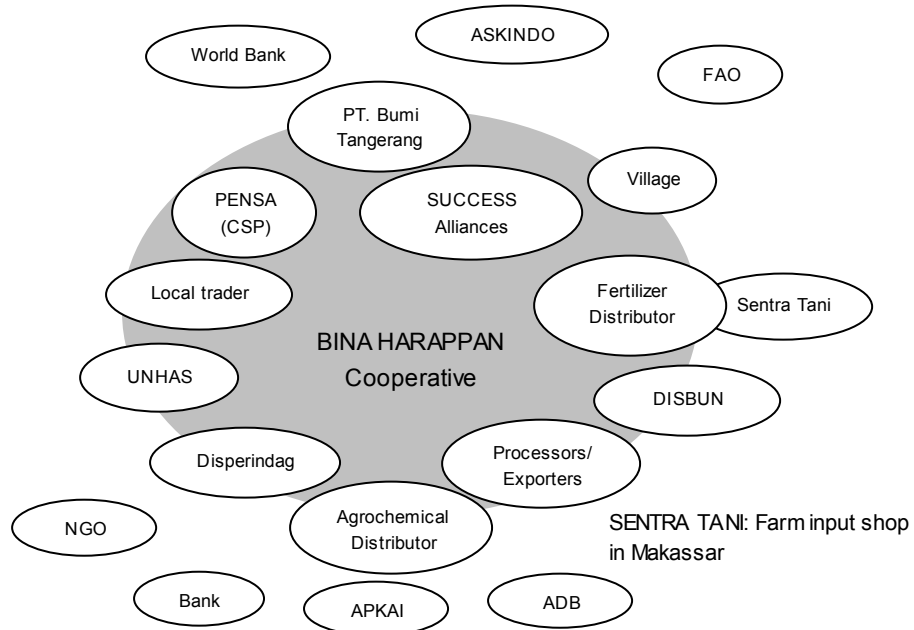 ASKINDO
World Bank
FAO
PT. Bumi
Tangerang
Village
PENSA
(CSP)
SUCCESS
Alliances
Local trader
Fertilizer
Distributor
Sentra Tani
BINA HARAPPAN
Cooperative
UNHAS
DISBUN
Disperindag
Processors/
Exporters
NGO
Agrochemical
Distributor
SENTRA TANI: Farm input shop
in Makassar
Bank
APKAI
ADB